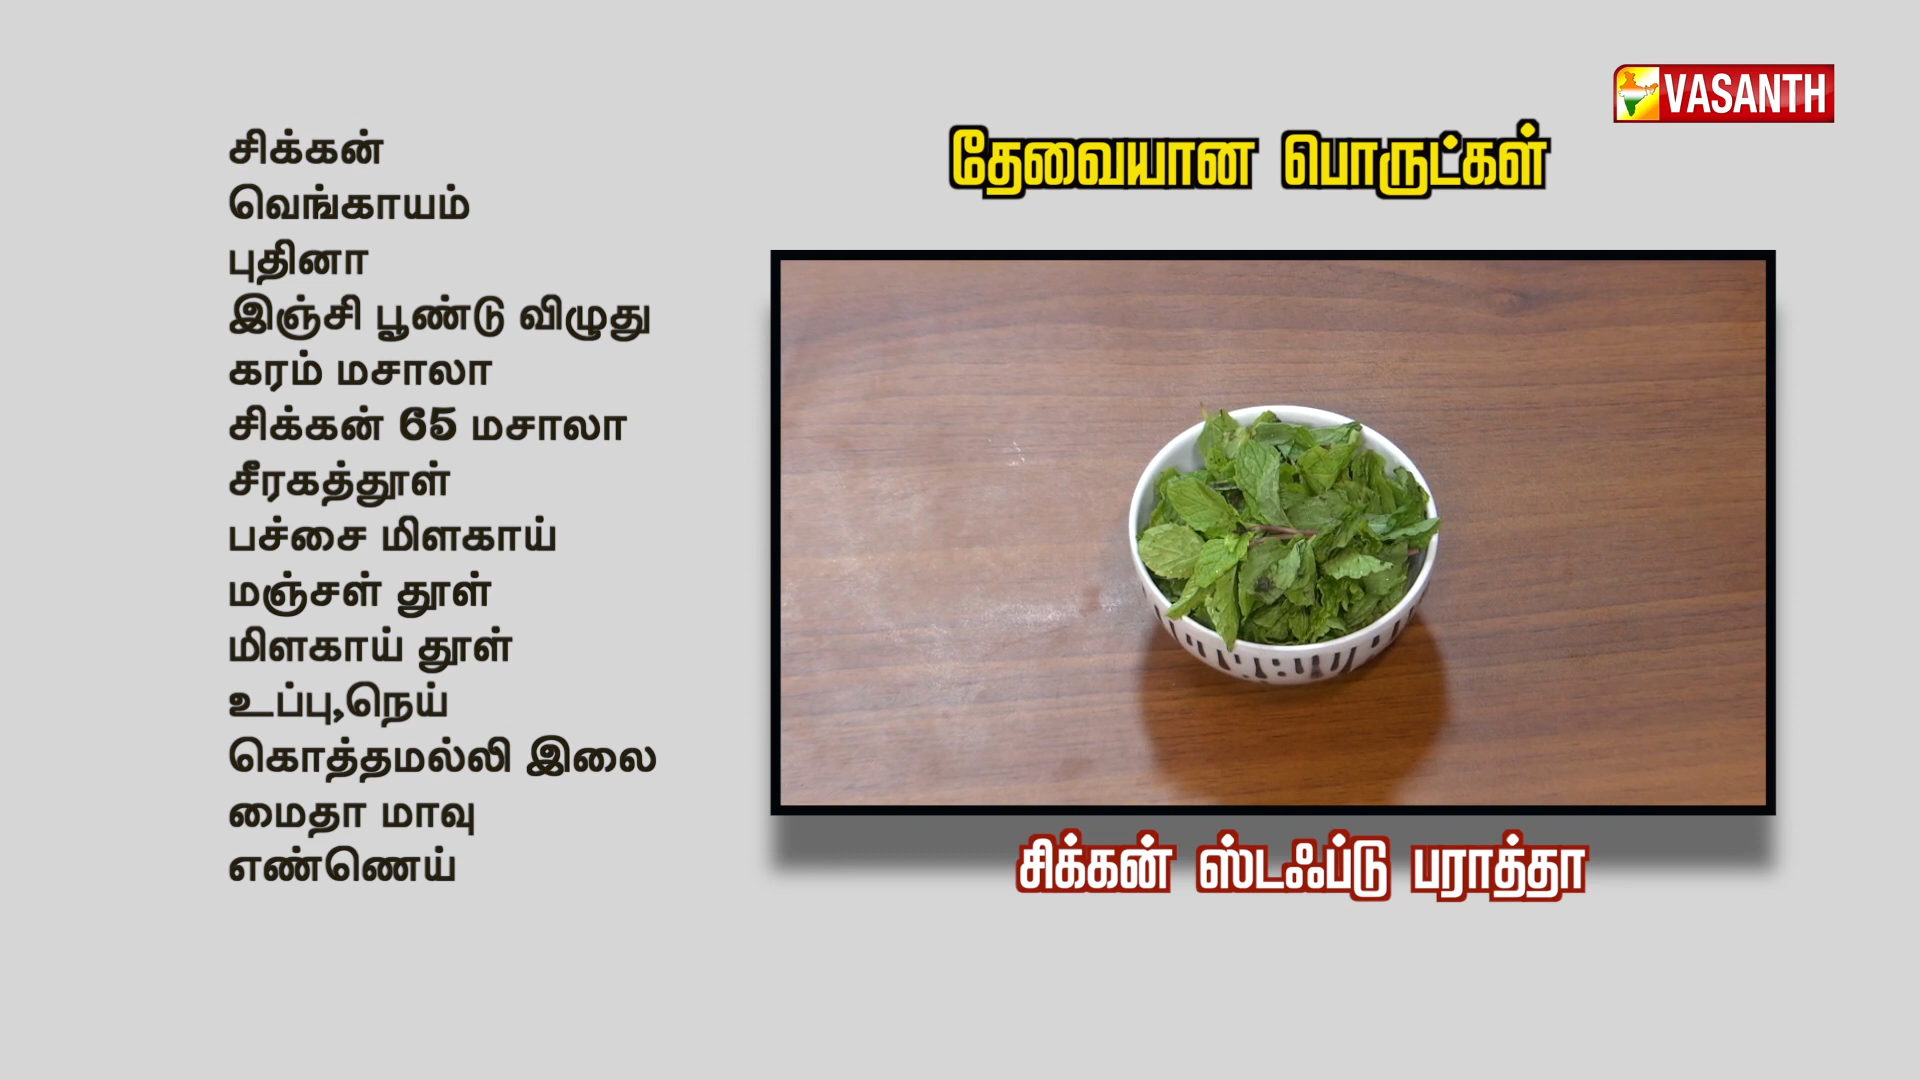 VASANTH
தேவையான பொருட்கள்
சிக்கன்
வெங்காயம்
புதினா
இஞ்சி பூண்டு விழுது
கரம் மசாலா
சிக்கன் 65 மசாலா
சீரகத்தூள்
பச்சை மிளகாய்
மஞ்சள் தூள்
மிளகாய் தூள்
உப்பு,நெய்
கொத்தமல்லி இலை
மைதா மாவு
எண்ணெய்
சிக்கன் ஸ்டஃப்டு பராத்தா